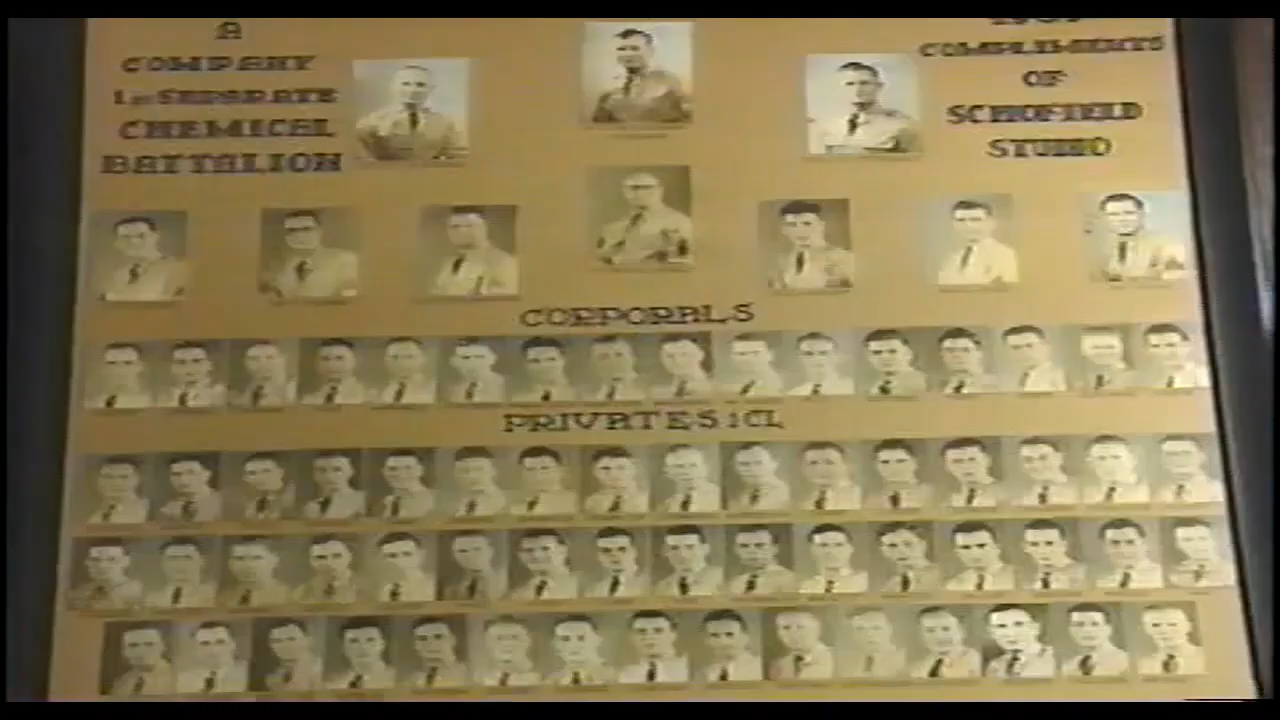 A
COMPANY
1st SEPARATE
CHEMICAL
BATTALION
COMPLIMENTS
OF
SCHOFIELD
STUDIO
CORPORALS
PRIVATES 1CL